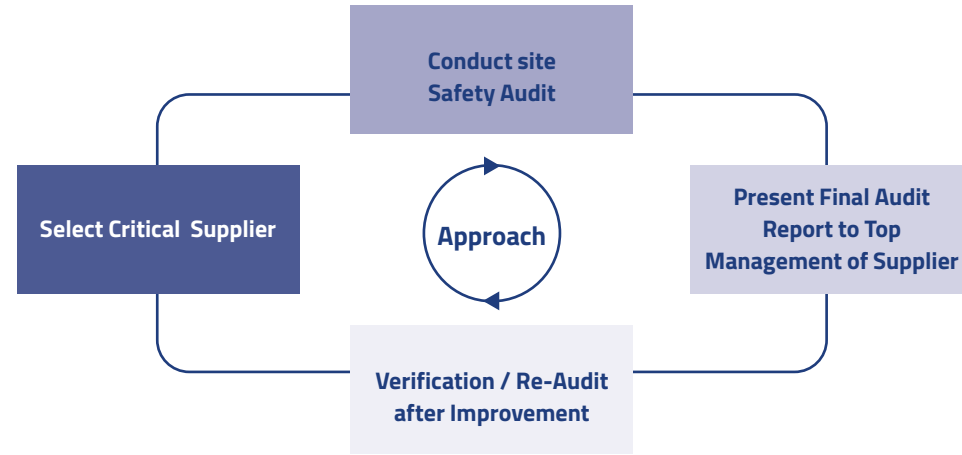 Conduct site
Safety Audit
Select Critical Supplier
Approach
Present Final Audit
Report to Top
Management of Supplier
Verification / Re-Audit
after Improvement